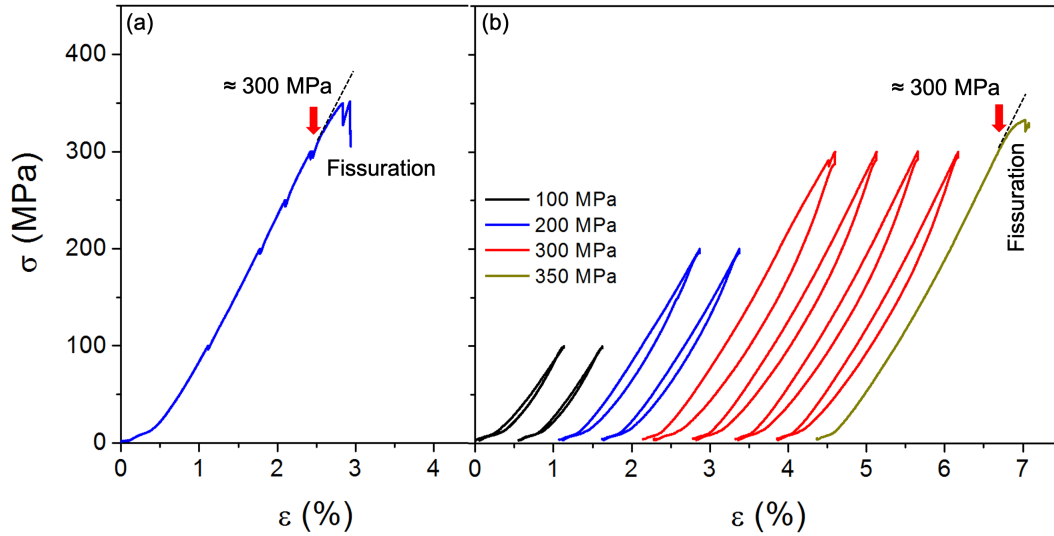 (a)
400
300
200
100
0
σ (MPa)
≈ 300 MPa
Fissuration
0 1 2 3 4
ε (%)
(b)
≈ 300 MPa
Fissuration
100 MPa
200 MPa
300 MPa
350 MPa
0 1 2 3 4 5 6 7
ε (%)